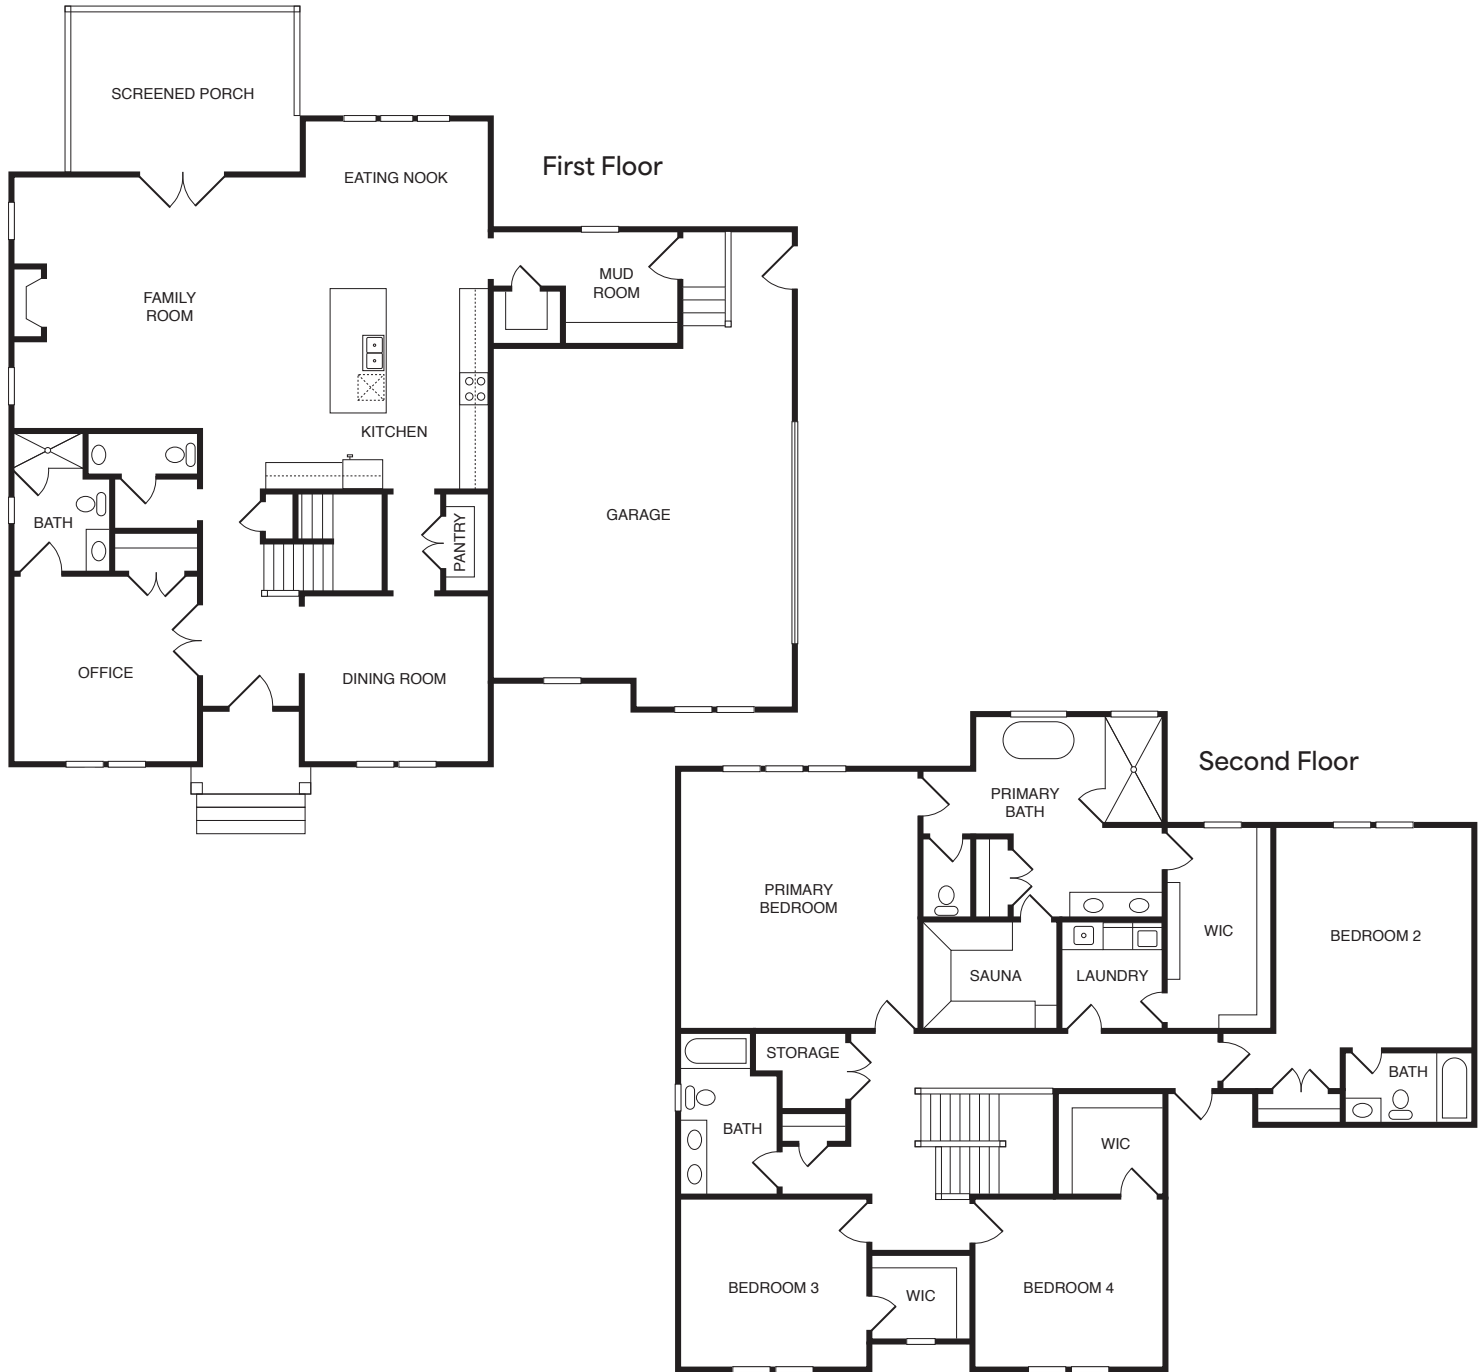 SCREENED PORCH
First Floor
EATING NOOK
MUD
ROOM
FAMILY
ROOM
KITCHEN
GARAGE
BATH
PANTRY
OFFICE
DINING ROOM
Second Floor
PRIMARY
BATH
PRIMARY
BEDROOM
WIC
BEDROOM 2
SAUNA
LAUNDRY
STORAGE
BATH
BATH
WIC
BEDROOM 3
WIC
BEDROOM 4